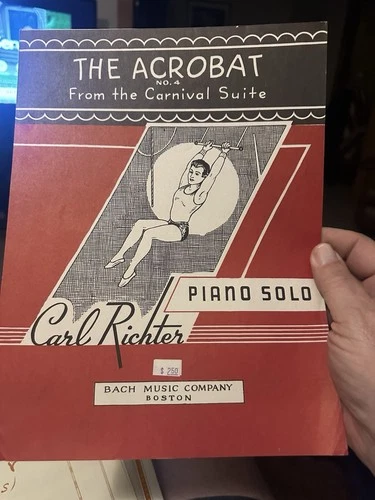 THE ACROBAT
NO. 4
From the Carnival Suite
PIANO SOLO
Carl Richter
$ 250
BACH MUSIC COMPANY
BOSTON
s)